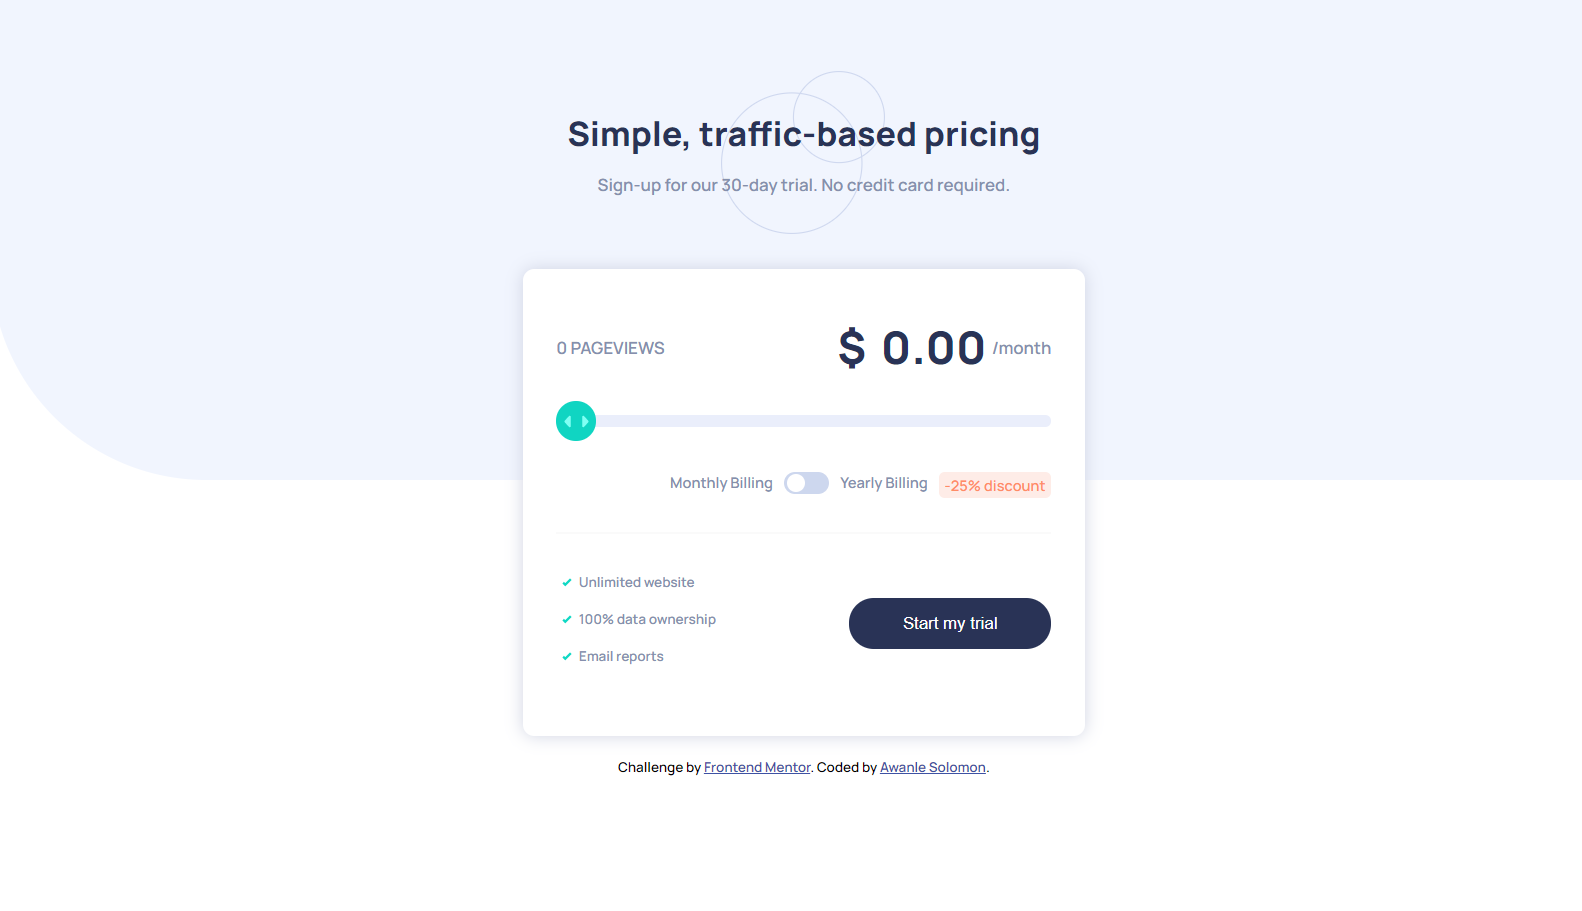 Simple, traffic-based pricing
Sign-up for our 30-day trial. No credit card required.
0 PAGEVIEWS
$ 0.00 /month
Monthly Billing
Yearly Billing
-25% discount
Unlimited website
100% data ownership
Email reports
Start my trial
Challenge by Frontend Mentor. Coded by Awanle Solomon.